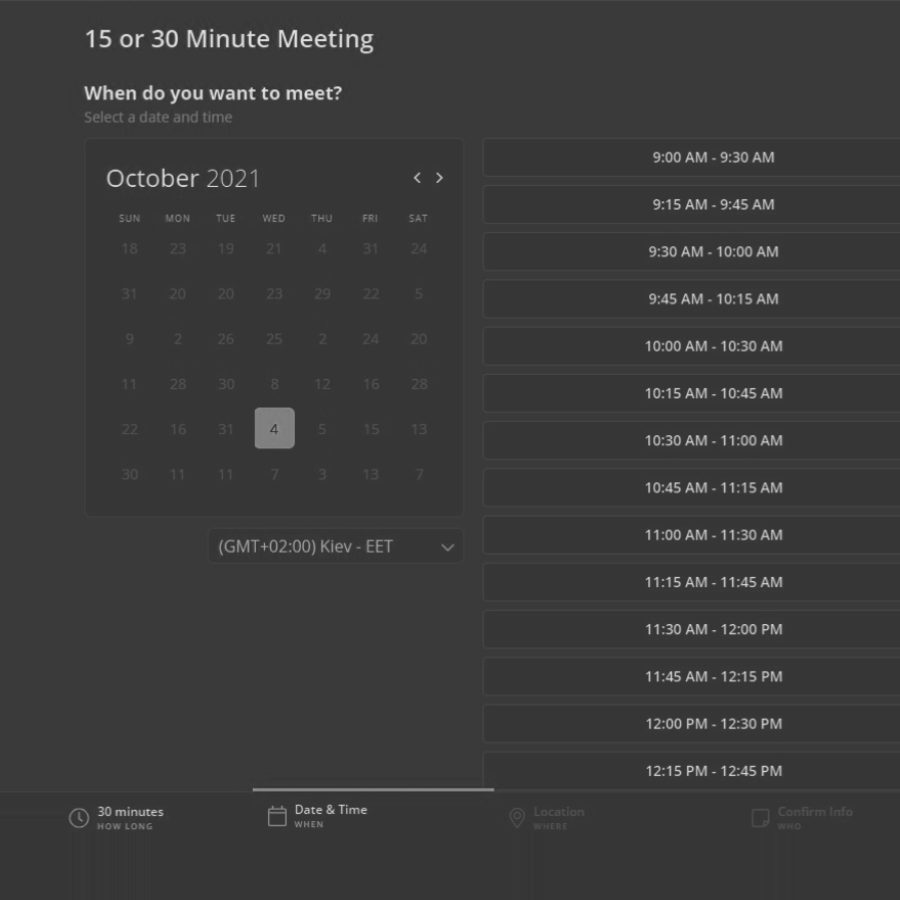 15 or 30 Minute Meeting
When do you want to meet?
Select a date and time
October 2021
SUN MON TUE WED THU FRI SAT
18 23 19 21 4 31 24
31 20 20 23 29 22 5
9 2 26 25 2 24 20
11 28 30 8 12 16 28
22 16 31 4 5 15 13
30 11 11 7 3 13 7
(GMT+02:00) Kiev - EET
9:00 AM - 9:30 AM
9:15 AM - 9:45 AM
9:30 AM - 10:00 AM
9:45 AM - 10:15 AM
10:00 AM - 10:30 AM
10:15 AM - 10:45 AM
10:30 AM - 11:00 AM
10:45 AM - 11:15 AM
11:00 AM - 11:30 AM
11:15 AM - 11:45 AM
11:30 AM - 12:00 PM
11:45 AM - 12:15 PM
12:00 PM - 12:30 PM
12:15 PM - 12:45 PM
30 minutes
HOW LONG
Date & Time
WHEN
Location
WHERE
Confirm Info
WHO